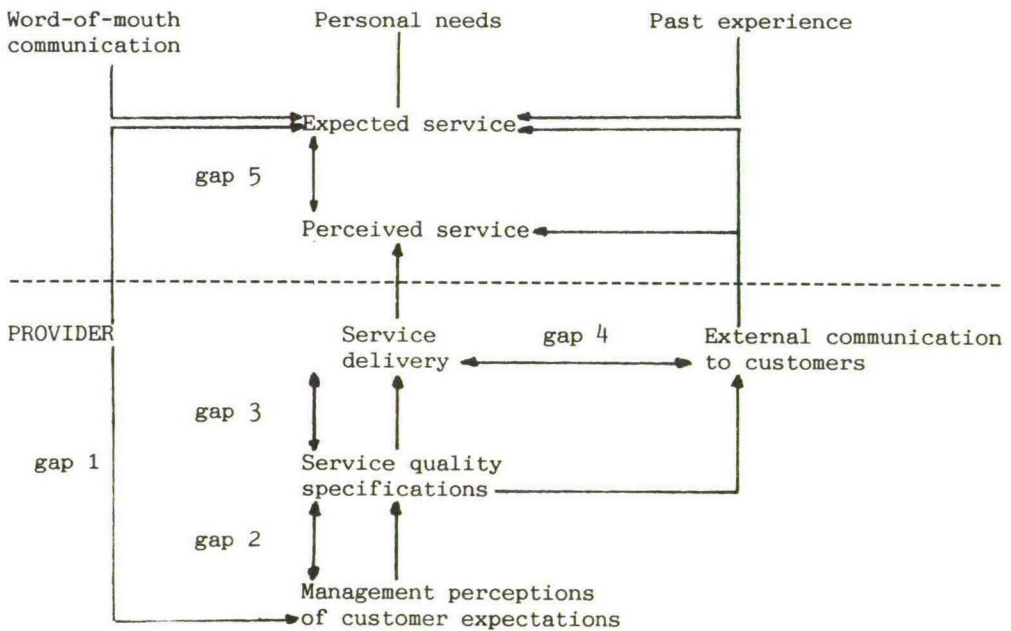 Word-of-mouth
communication
Personal needs
Past experience
Expected service
gap 5
Perceived service
PROVIDER
Service
delivery
gap 4
External communication
to customers
gap 3
gap 1
Service quality
specifications
gap 2
Management perceptions
of customer expectations